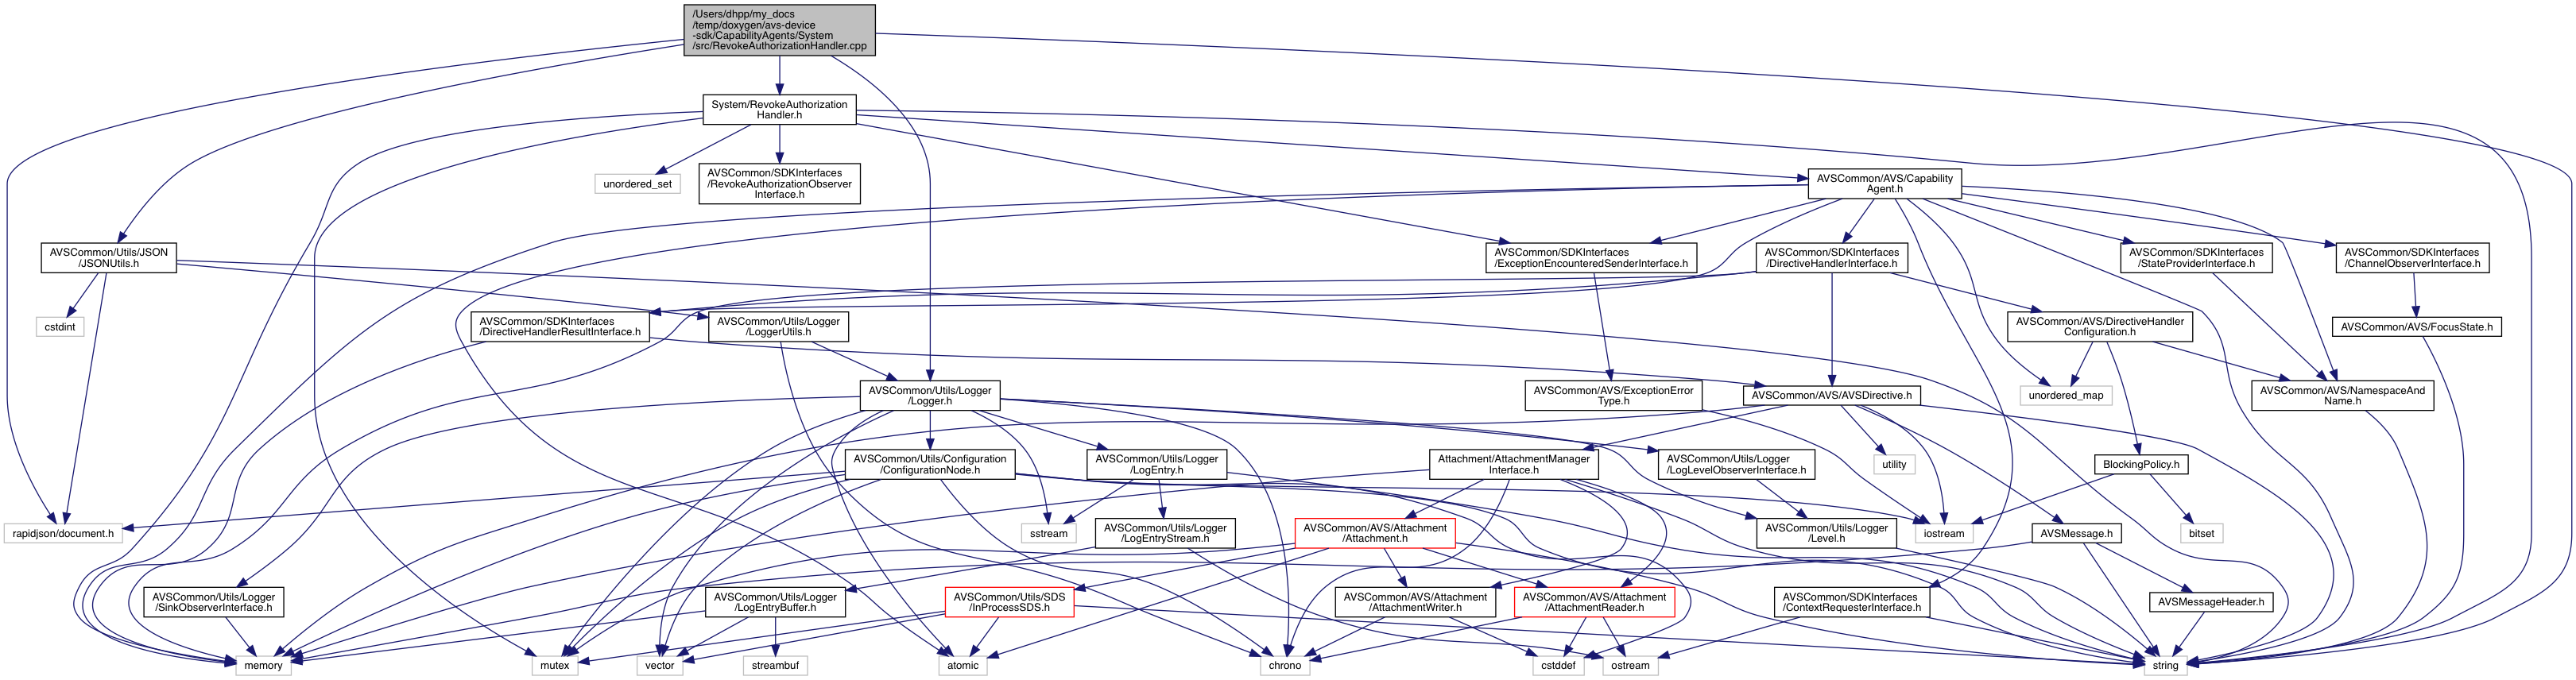 /Users/dhpp/my_docs
/temp/doxygen/avs-device
-sdk/CapabilityAgents/System
/src/RevokeAuthorizationHandler.cpp
System/RevokeAuthorization
Handler.h
unordered_set
AVSCommon/SDKInterfaces
/RevokeAuthorizationObserver
Interface.h
AVSCommon/AVS/Capability
Agent.h
AVSCommon/Utils/JSON
/JSONUtils.h
AVSCommon/SDKInterfaces
/ExceptionEncounteredSenderInterface.h
AVSCommon/SDKInterfaces
/DirectiveHandlerInterface.h
AVSCommon/SDKInterfaces
/StateProviderInterface.h
AVSCommon/SDKInterfaces
/ChannelObserverInterface.h
cstdint
AVSCommon/SDKInterfaces
/DirectiveHandlerResultInterface.h
AVSCommon/Utils/Logger
/LoggerUtils.h
AVSCommon/AVS/DirectiveHandler
Configuration.h
AVSCommon/AVS/FocusState.h
AVSCommon/Utils/Logger
/Logger.h
AVSCommon/AVS/ExceptionError
Type.h
AVSCommon/AVS/AVSDirective.h
unordered_map
AVSCommon/AVS/NamespaceAnd
Name.h
AVSCommon/Utils/Configuration
/ConfigurationNode.h
AVSCommon/Utils/Logger
/LogEntry.h
Attachment/AttachmentManager
Interface.h
AVSCommon/Utils/Logger
/LogLevelObserverInterface.h
utility
BlockingPolicy.h
rapidjson/document.h
sstream
AVSCommon/Utils/Logger
/LogEntryStream.h
AVSCommon/AVS/Attachment
/Attachment.h
AVSCommon/Utils/Logger
/Level.h
iostream
AVSMessage.h
bitset
AVSCommon/Utils/Logger
/SinkObserverInterface.h
AVSCommon/Utils/Logger
/LogEntryBuffer.h
AVSCommon/Utils/SDS
/InProcessSDS.h
AVSCommon/AVS/Attachment
/AttachmentWriter.h
AVSCommon/AVS/Attachment
/AttachmentReader.h
AVSCommon/SDKInterfaces
/ContextRequesterInterface.h
AVSMessageHeader.h
memory
mutex
vector
streambuf
atomic
chrono
cstddef
ostream
string